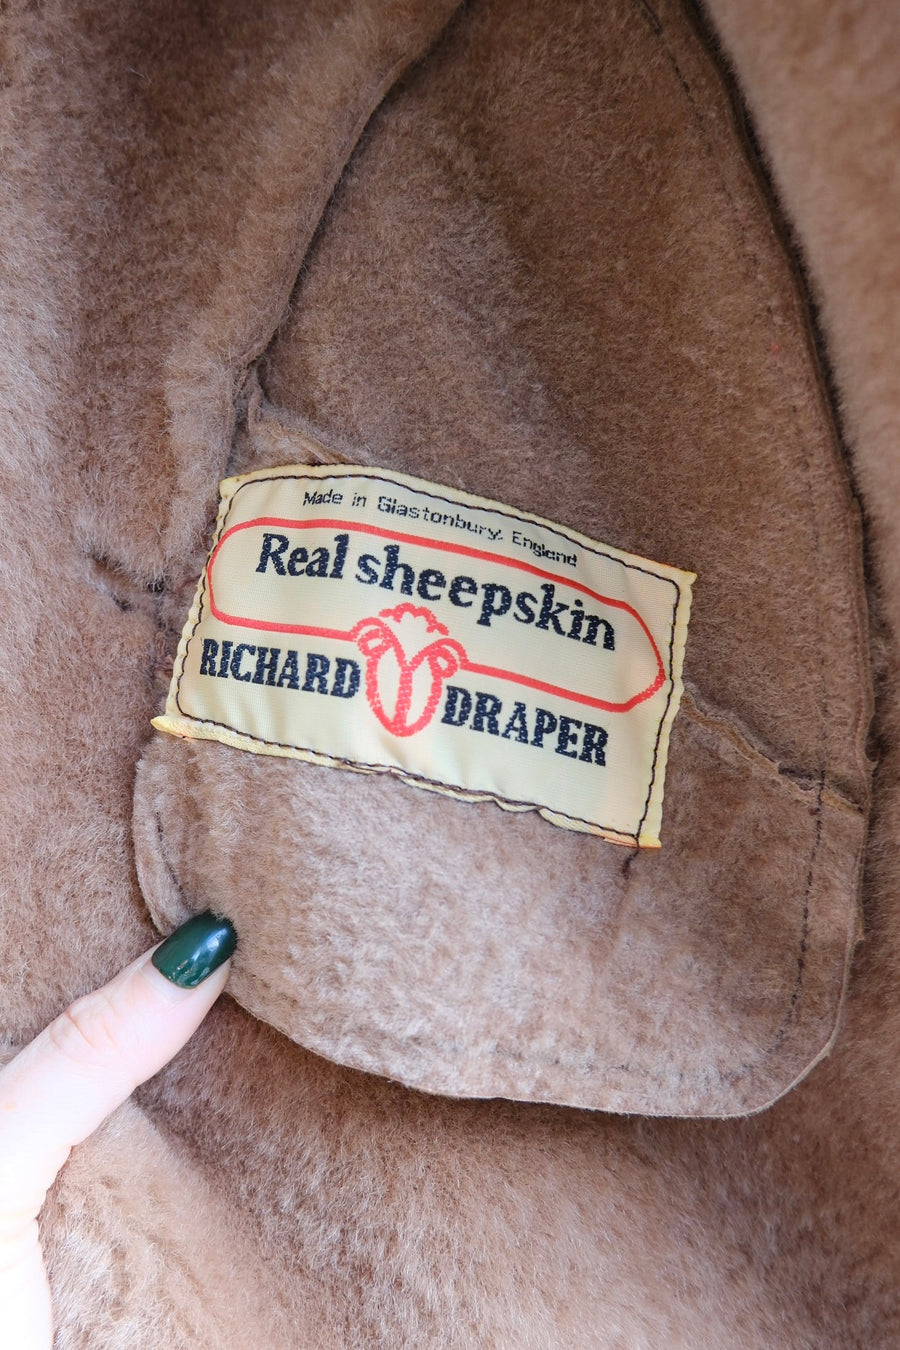 Made in Glastonbury, England
Real sheepskin
RICHARD DRAPER